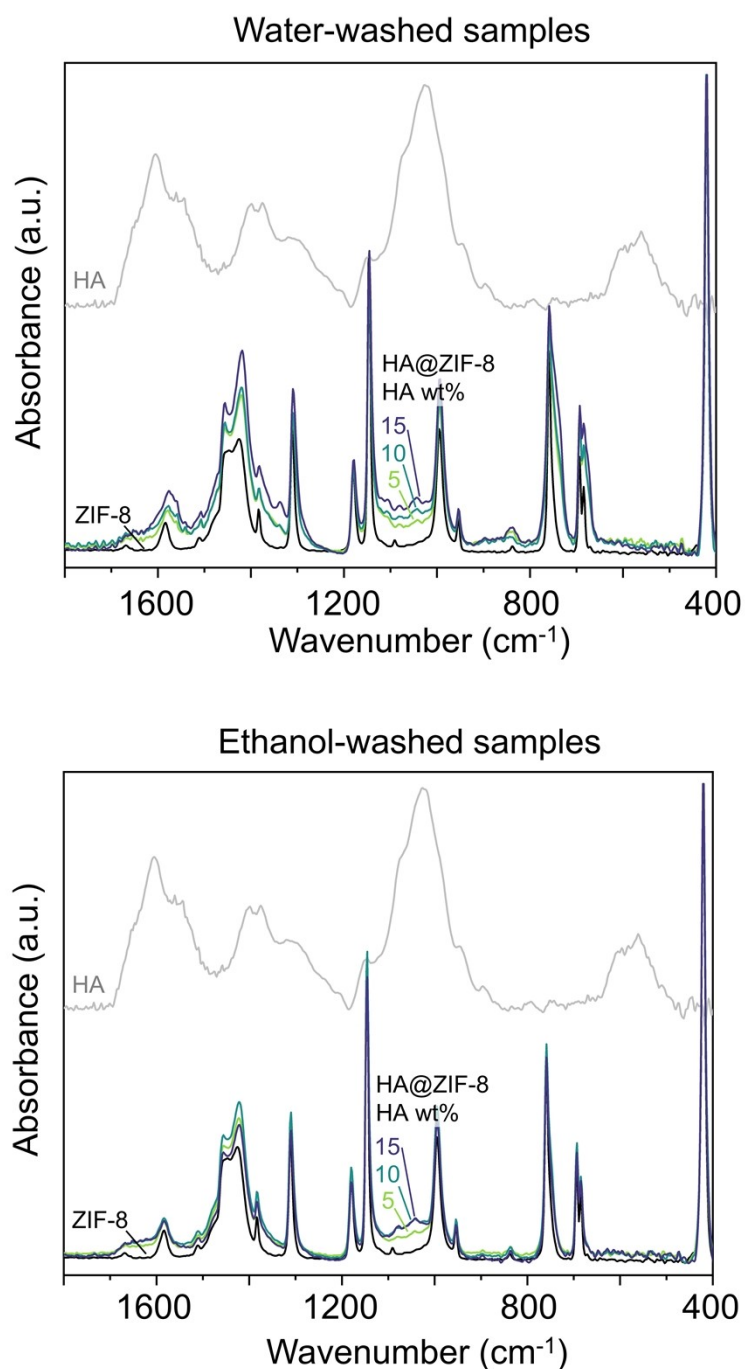 Water-washed samples
Absorbance (a.u.)
HA
HA@ZIF-8
HA wt%
15
10
5
ZIF-8
1600 1200 800 400
Wavenumber (cm⁻¹)
Ethanol-washed samples
Absorbance (a.u.)
HA
HA@ZIF-8
HA wt%
15
10
5
ZIF-8
1600 1200 800 400
Wavenumber (cm⁻¹)